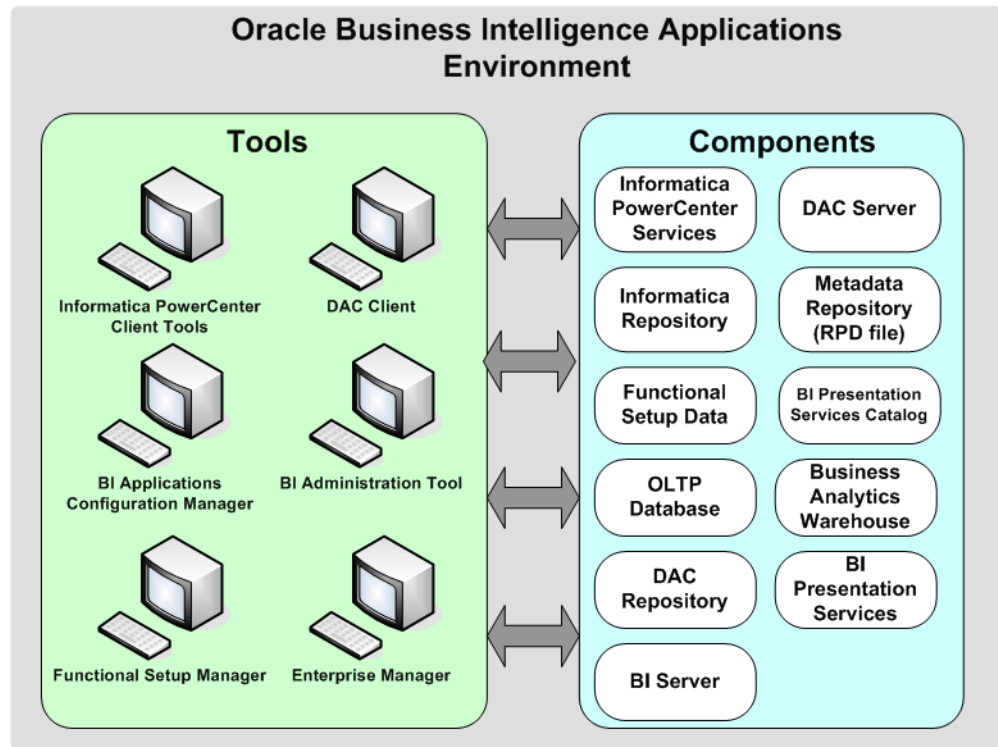 Oracle Business Intelligence Applications
Environment
Tools
Informatica PowerCenter
Client Tools
DAC Client
BI Applications
Configuration Manager
BI Administration Tool
Functional Setup Manager
Enterprise Manager
Components
Informatica
PowerCenter
Services
DAC Server
Informatica
Repository
Metadata
Repository
(RPD file)
Functional
Setup Data
BI Presentation
Services Catalog
OLTP
Database
Business
Analytics
Warehouse
DAC
Repository
BI
Presentation
Services
BI Server